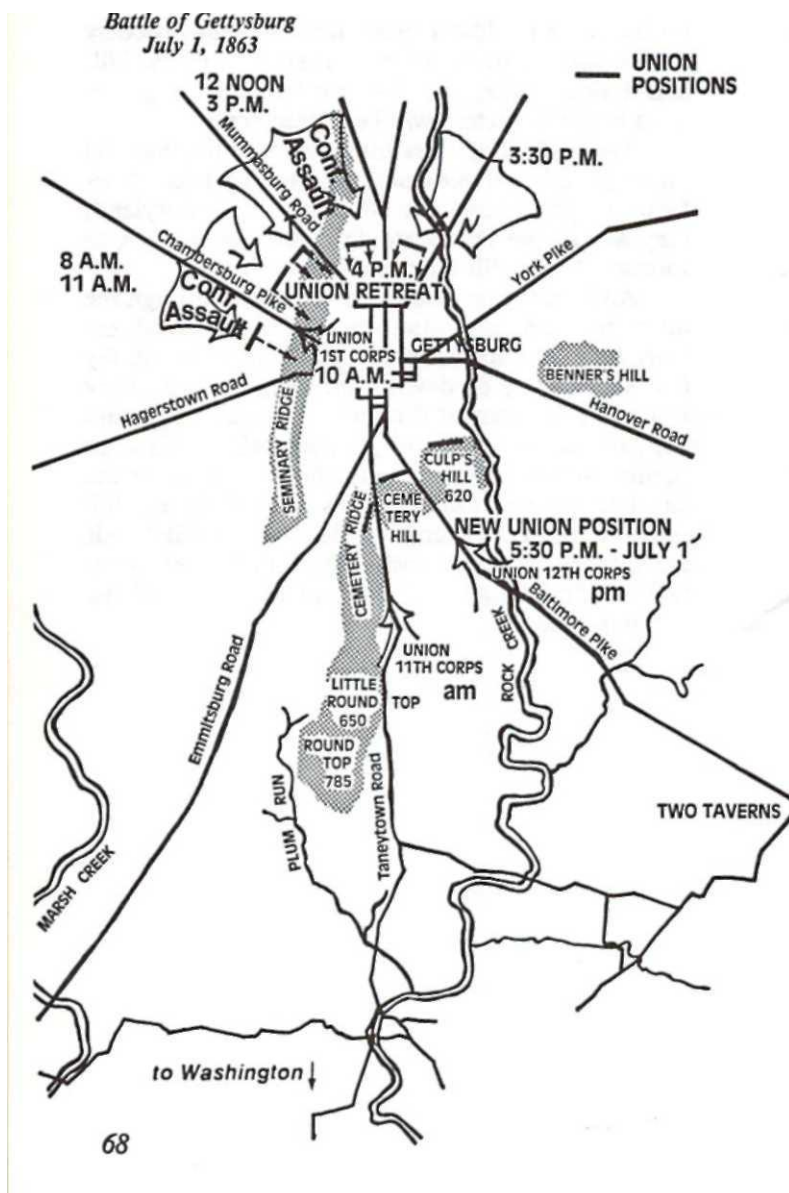 Battle of Gettysburg
July 1, 1863
UNION
POSITIONS
12 NOON
3 P.M.
Mummasburg Road
Conf.
Assault
3:30 P.M.
8 A.M.
11 A.M.
Chambersburg Pike
Conf.
Assault
4 P.M.
UNION RETREAT
York Pike
UNION
1ST CORPS
10 A.M.
GETTYSBURG
BENNER'S HILL
Hanover Road
Hagerstown Road
SEMINARY RIDGE
CULP'S
HILL
620
CEME
TERY
HILL
CEMETERY RIDGE
NEW UNION POSITION
5:30 P.M. - JULY 1
UNION 12TH CORPS
pm
Baltimore Pike
ROCK CREEK
UNION
11TH CORPS
am
Emmitsburg Road
LITTLE
ROUND TOP
650
ROUND
TOP
785
PLUM RUN
Taneytown Road
TWO TAVERNS
MARSH CREEK
to Washington
68